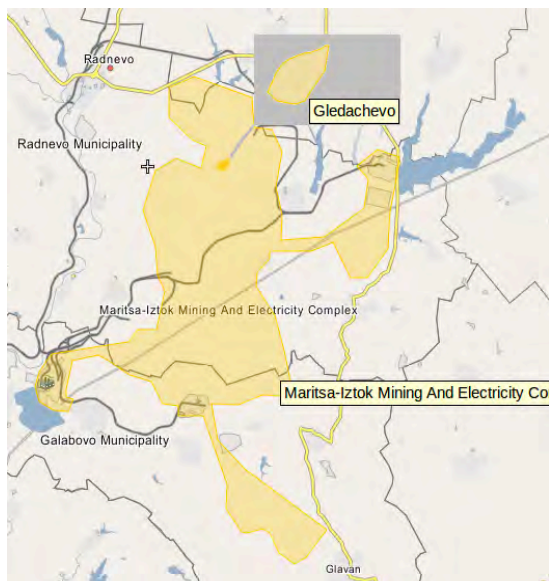 Radnevo
Gledachevo
Radnevo Municipality
Maritsa-Iztok Mining And Electricity Complex
Maritsa-Iztok Mining And Electricity Co
Galabovo Municipality
Glavan